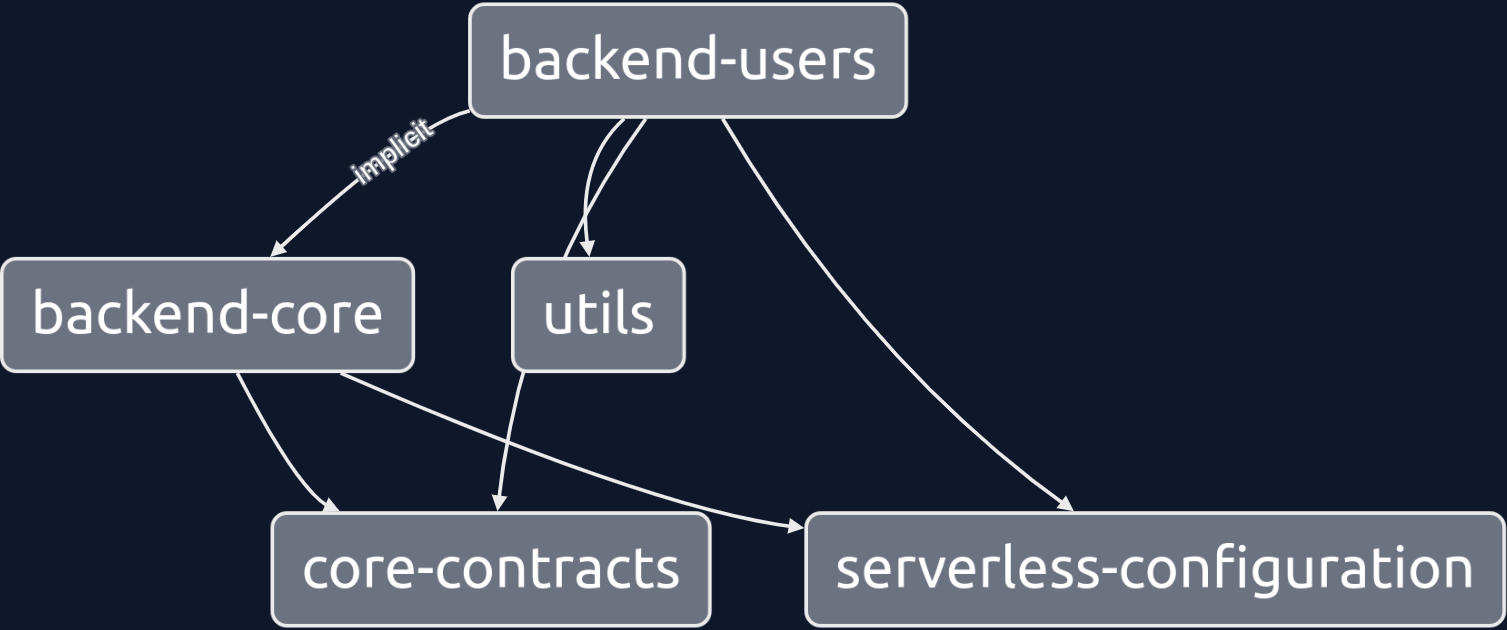 backend-users
implicit
backend-core
utils
core-contracts
serverless-configuration